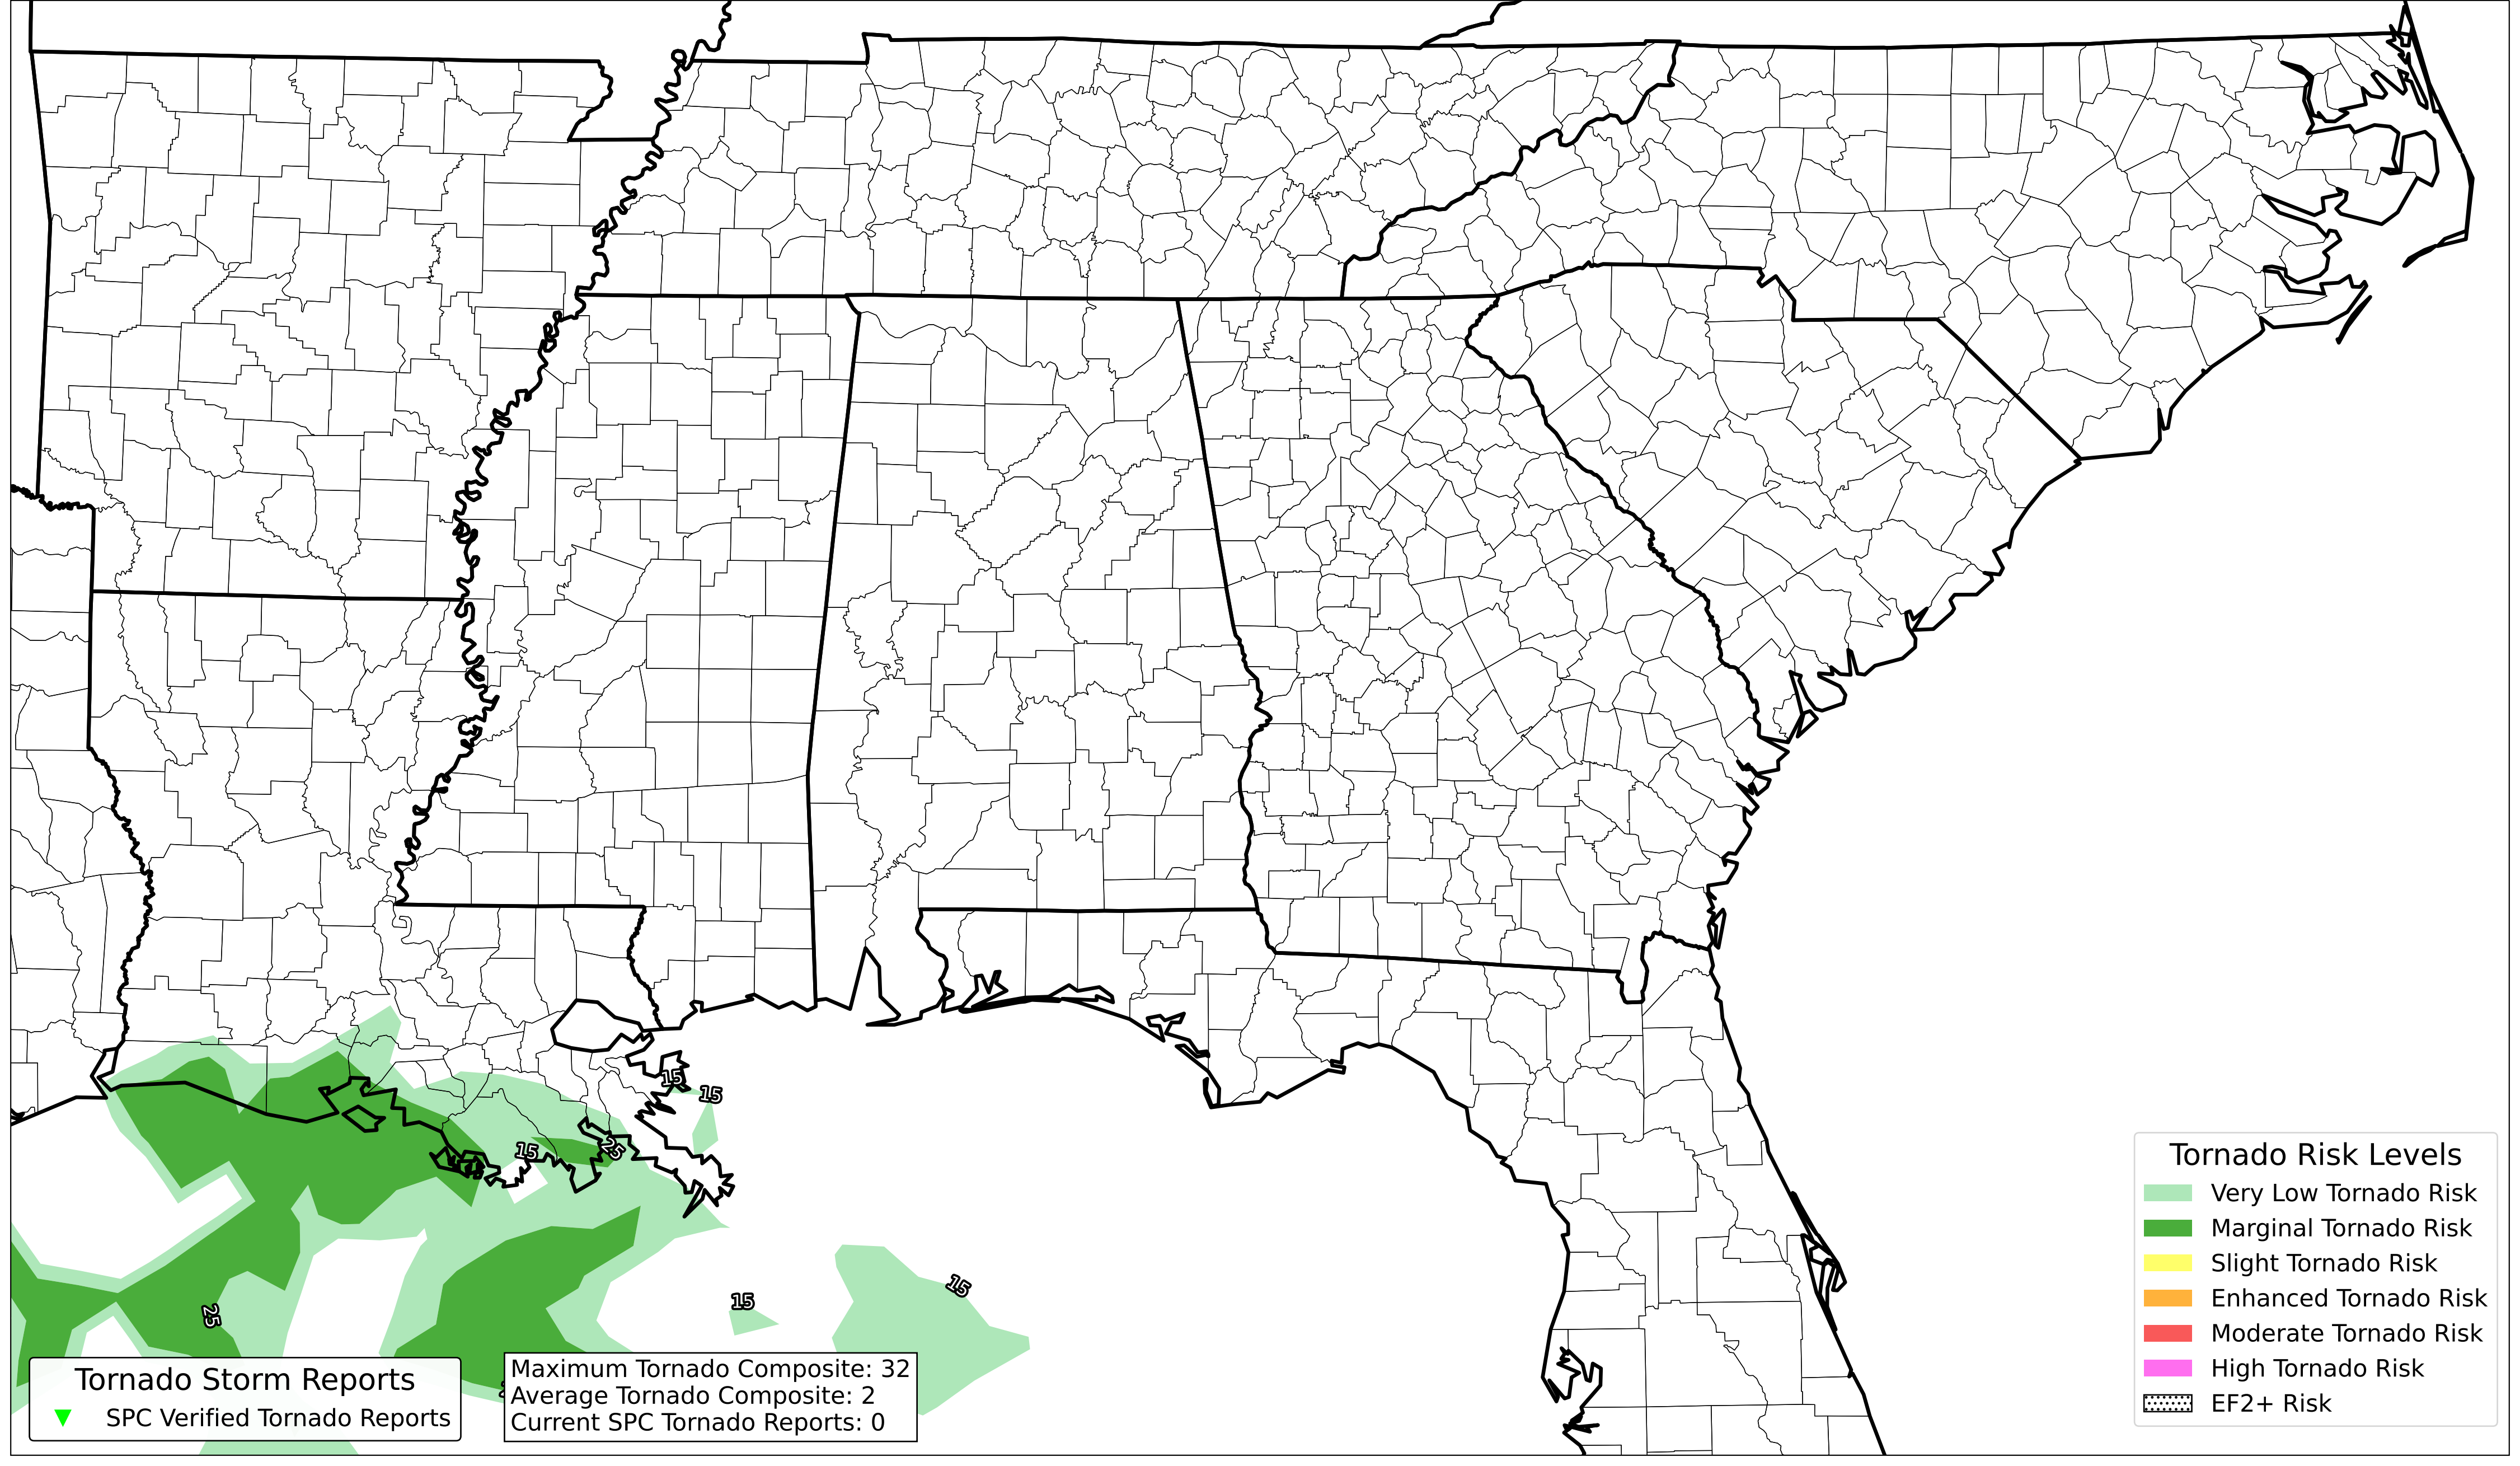 15
15
15
25
15
15
25
Tornado Risk Levels
Very Low Tornado Risk
Marginal Tornado Risk
Slight Tornado Risk
Enhanced Tornado Risk
Moderate Tornado Risk
High Tornado Risk
EF2+ Risk
Tornado Storm Reports
SPC Verified Tornado Reports
Maximum Tornado Composite: 32
Average Tornado Composite: 2
Current SPC Tornado Reports: 0